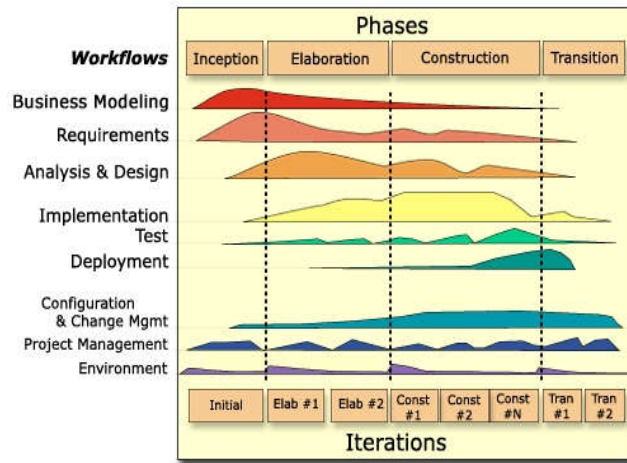 Phases
Workflows
Inception
Elaboration
Construction
Transition
Business Modeling
Requirements
Analysis & Design
Implementation
Test
Deployment
Configuration
& Change Mgmt
Project Management
Environment
Initial
Elab #1
Elab #2
Const
#1
Const
#2
Const
#N
Tran
#1
Tran
#2
Iterations